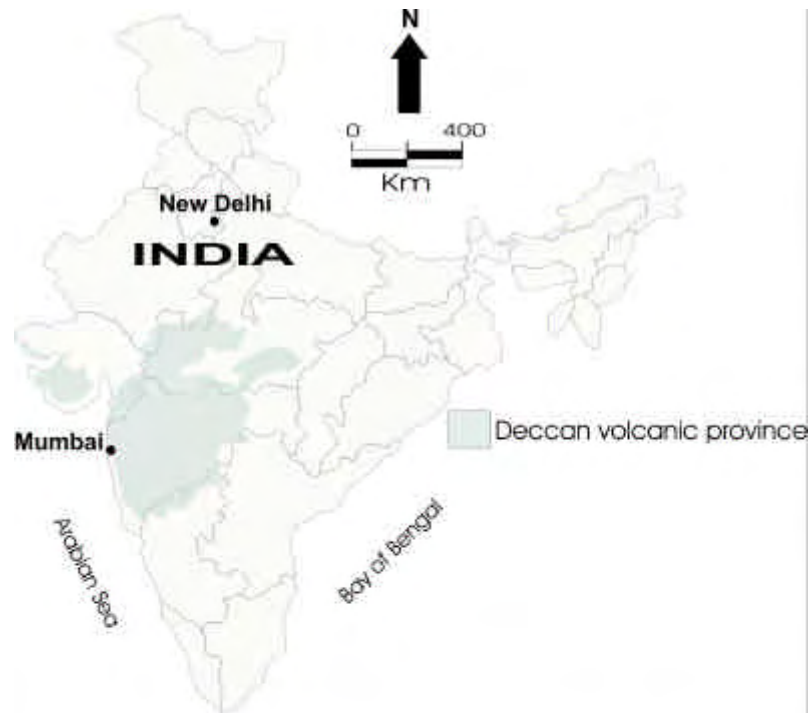 N
0 400
Km
New Delhi
INDIA
Mumbai
Deccan volcanic province
Arabian Sea
Bay of Bengal